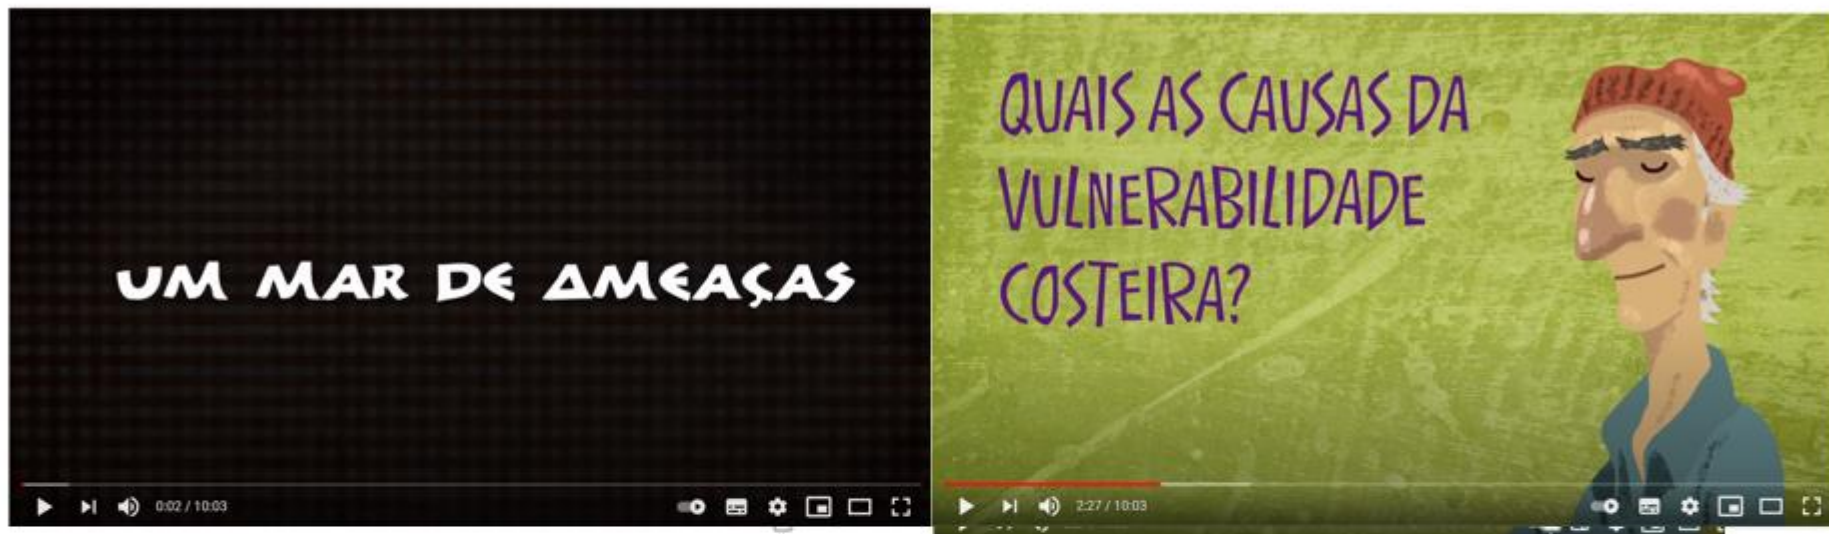 UM MAR DE AMEAÇAS
0:02 / 10:03
QUAIS AS CAUSAS DA
VULNERABILIDADE
COSTEIRA?
2:27 / 10:03